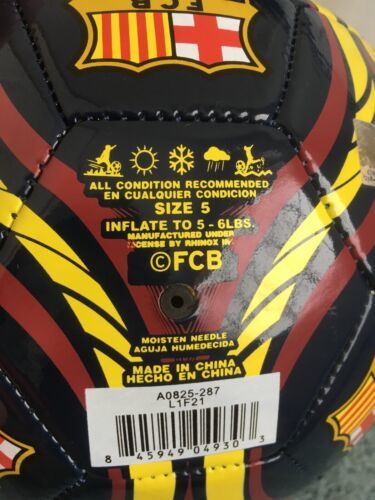 FCB
ALL CONDITION RECOMMENDED
EN CUALQUIER CONDICION
SIZE 5
INFLATE TO 5 - 6LBS.
MANUFACTURED UNDER
LICENSE BY RHINOX IN
©FCB
MOISTEN NEEDLE
AGUJA HUMEDECIDA
MADE IN CHINA
HECHO EN CHINA
A0825-287
L1F21
8 45949 04930 3